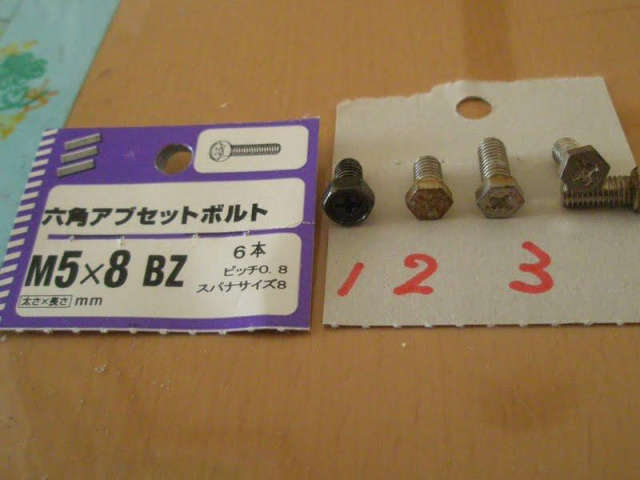 六角アプセットボルト
M5×8 BZ
太さ×長さ mm
6本
ピッチ0.8
スパナサイズ8
1 2 3